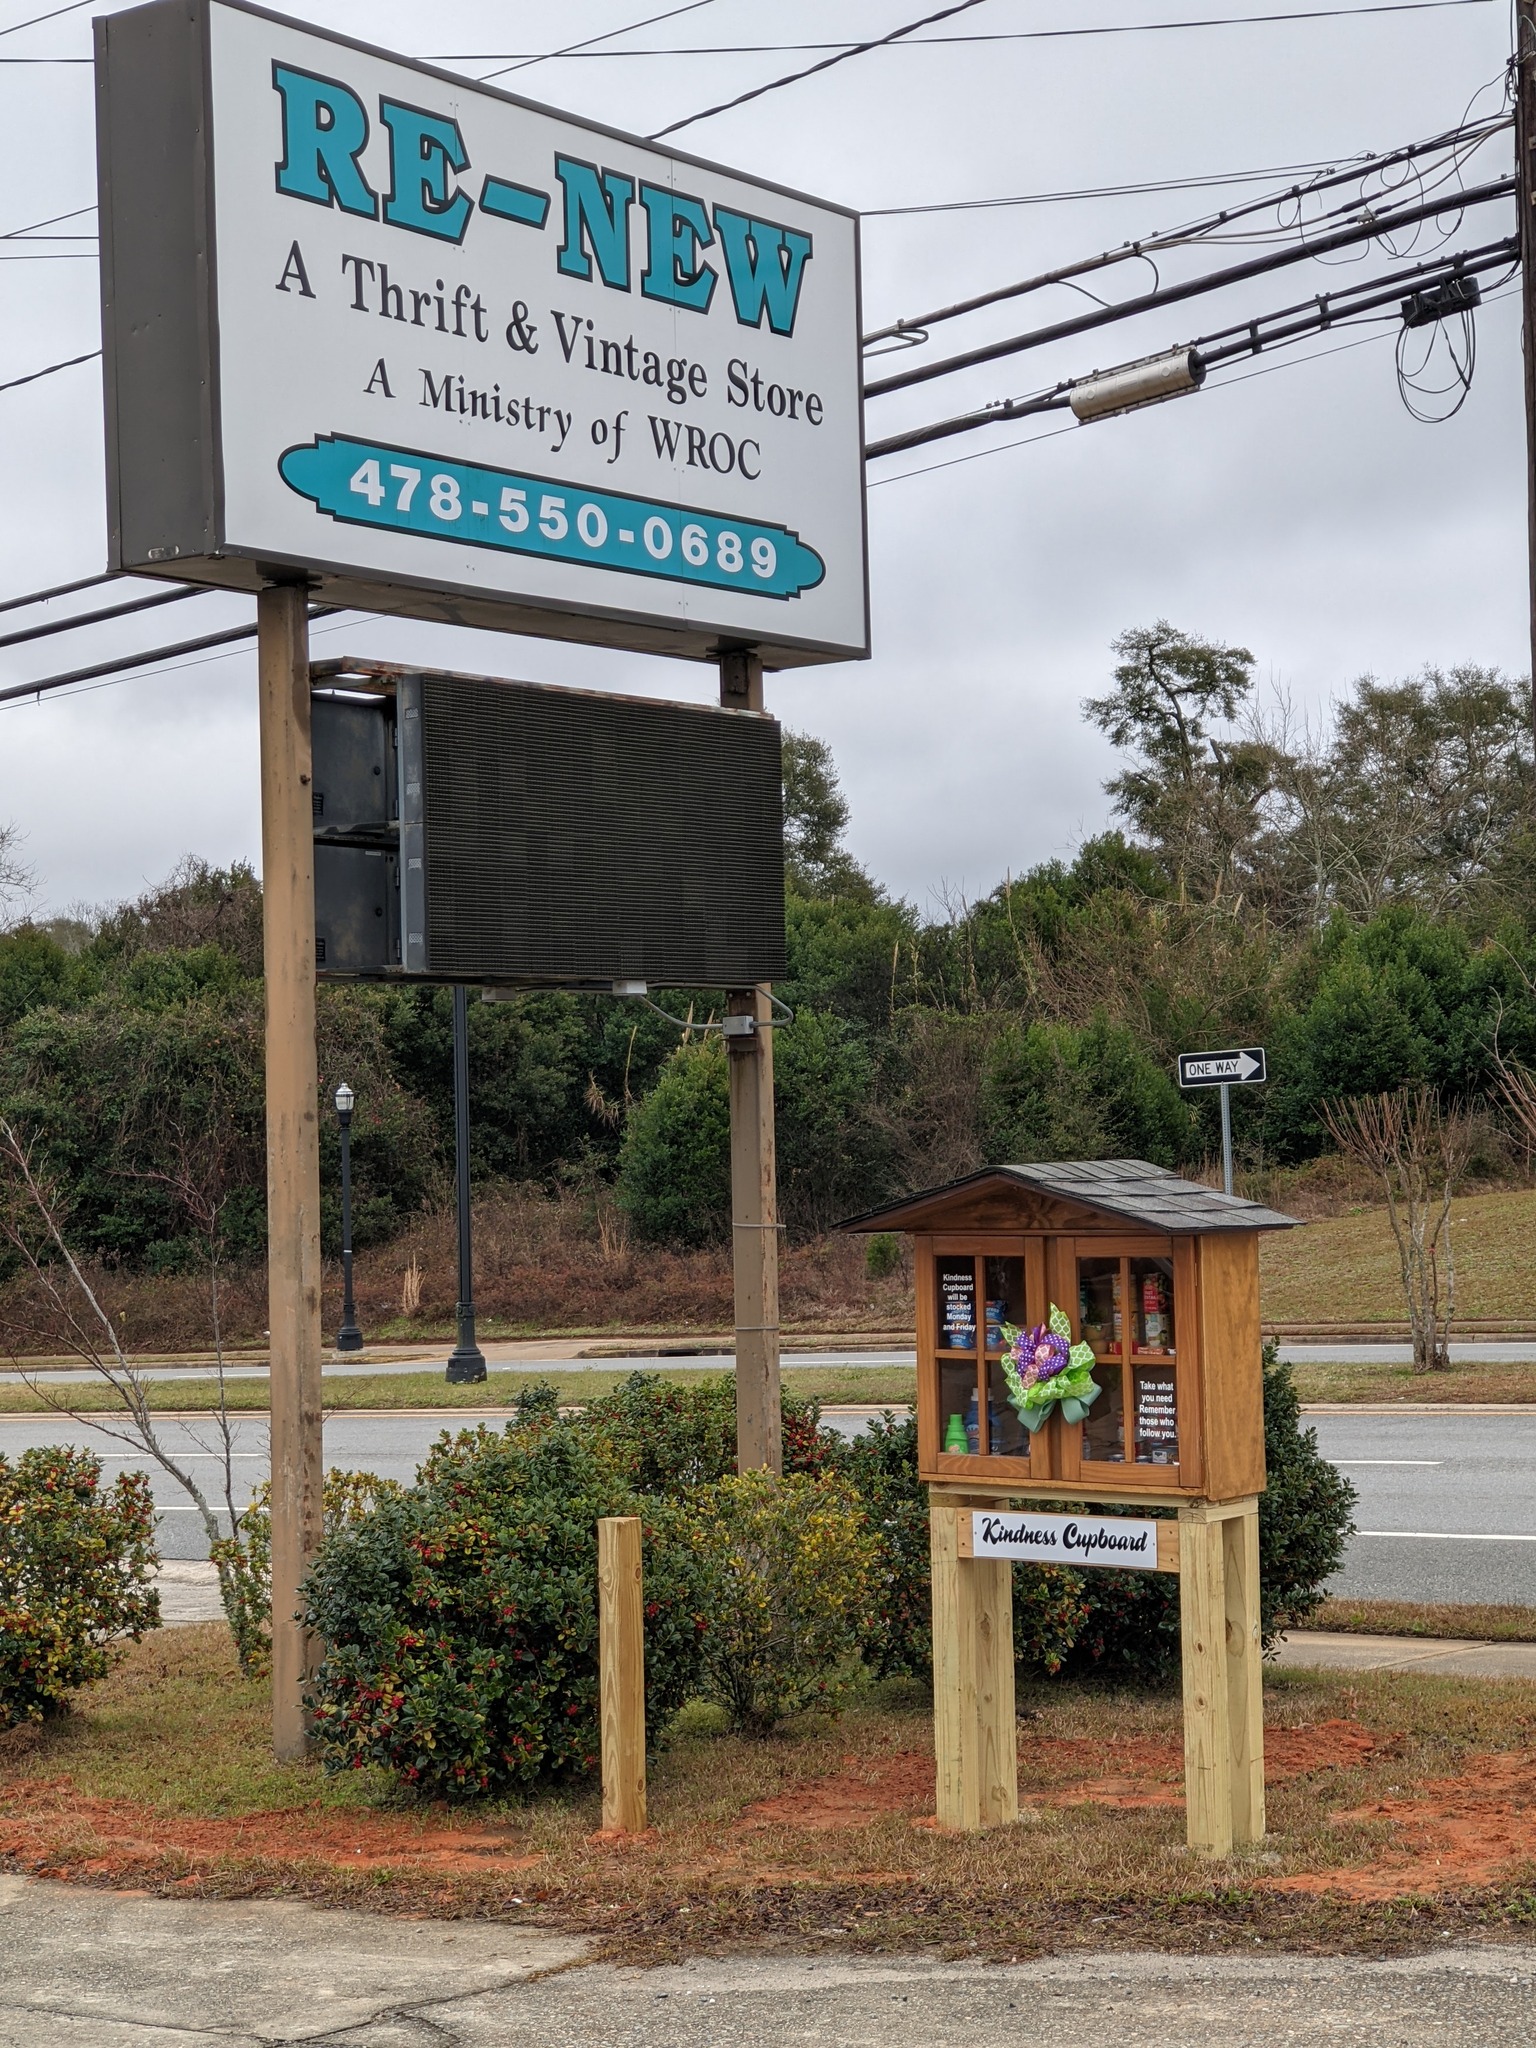 RE-NEW
A Thrift & Vintage Store
A Ministry of WROC
478-550-0689
ONE WAY
Kindness
Cupboard
will be
stocked
Monday
and Friday
Take what
you need
Remember
those who
follow you.
Kindness Cupboard